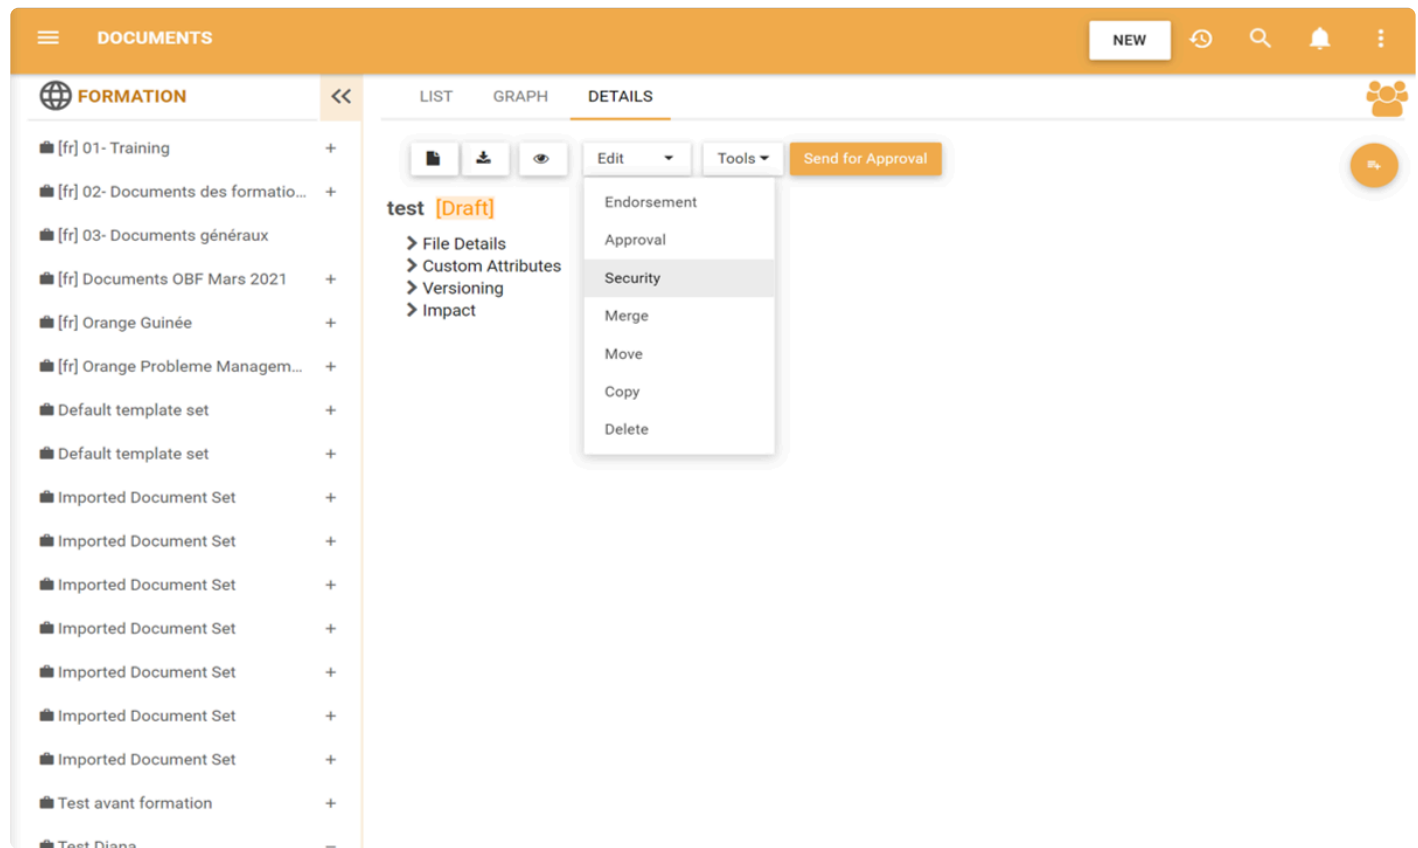 DOCUMENTS
NEW
FORMATION
LIST GRAPH DETAILS
[fr] 01- Training +
[fr] 02- Documents des formatio... +
[fr] 03- Documents généraux
[fr] Documents OBF Mars 2021 +
[fr] Orange Guinée +
[fr] Orange Probleme Managem... +
Default template set +
Default template set +
Imported Document Set +
Imported Document Set +
Imported Document Set +
Imported Document Set +
Imported Document Set +
Imported Document Set +
Imported Document Set +
Test avant formation +
Test Diana
Edit Tools Send for Approval
test [Draft]
File Details
Custom Attributes
Versioning
Impact
Endorsement
Approval
Security
Merge
Move
Copy
Delete